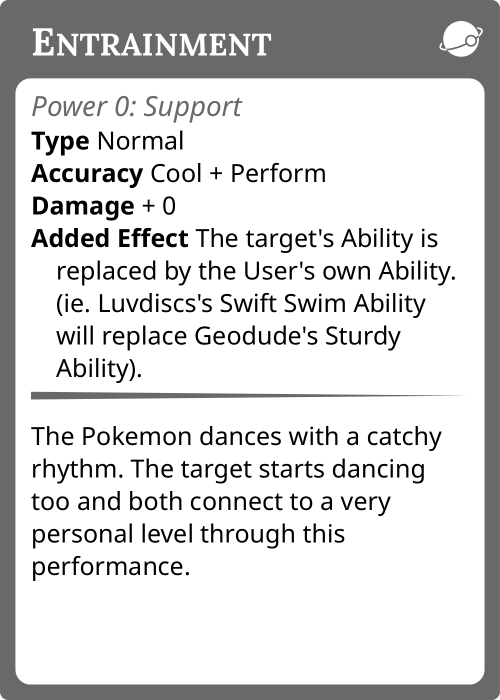 ENTRAINMENT
Power 0: Support
Type Normal
Accuracy Cool + Perform
Damage + 0
Added Effect The target's Ability is
replaced by the User's own Ability.
(ie. Luvdiscs's Swift Swim Ability
will replace Geodude's Sturdy
Ability).
The Pokemon dances with a catchy
rhythm. The target starts dancing
too and both connect to a very
personal level through this
performance.